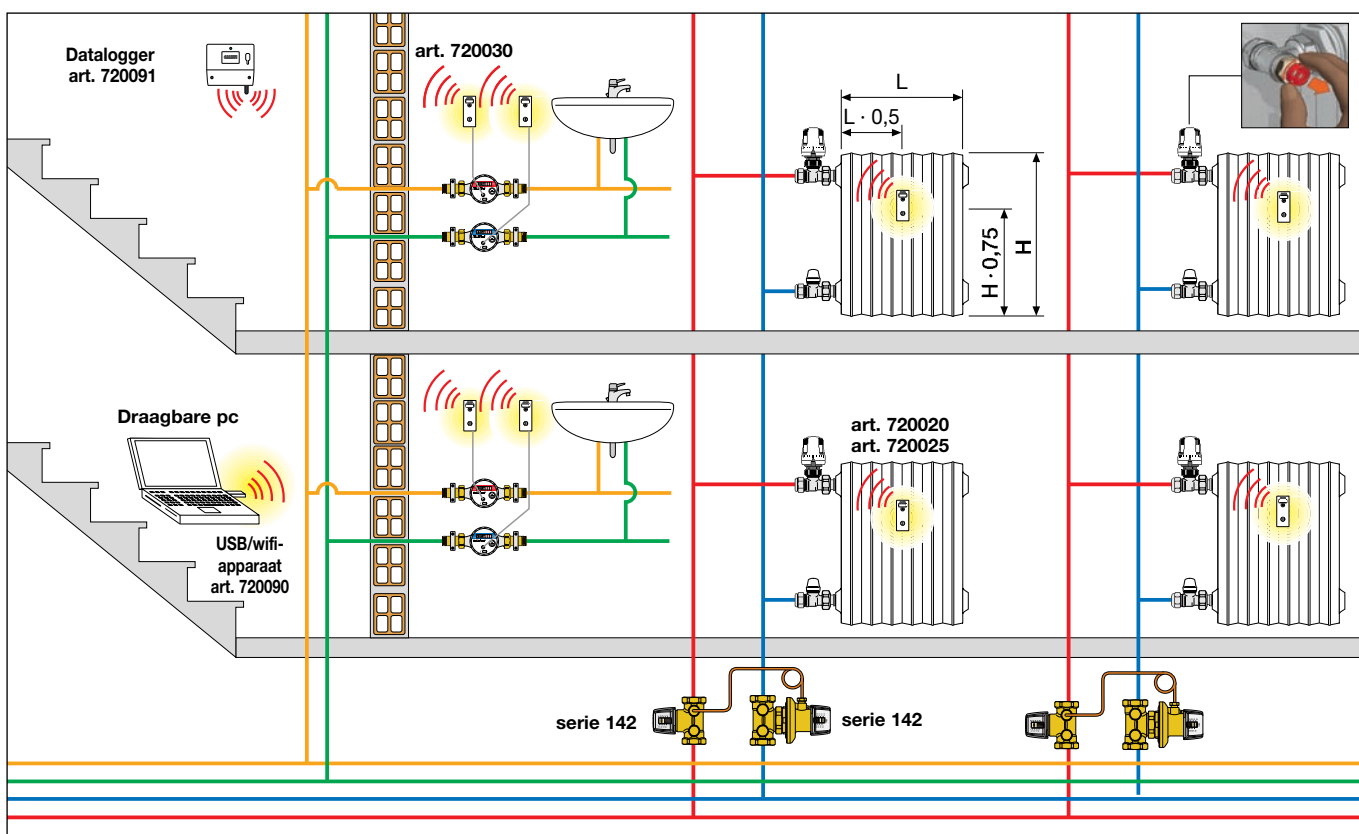 Datalogger
art. 720091
art. 720030
L
L · 0,5
H · 0,75
H
Draagbare pc
USB/wifi-
apparaat
art. 720090
art. 720020
art. 720025
serie 142
serie 142